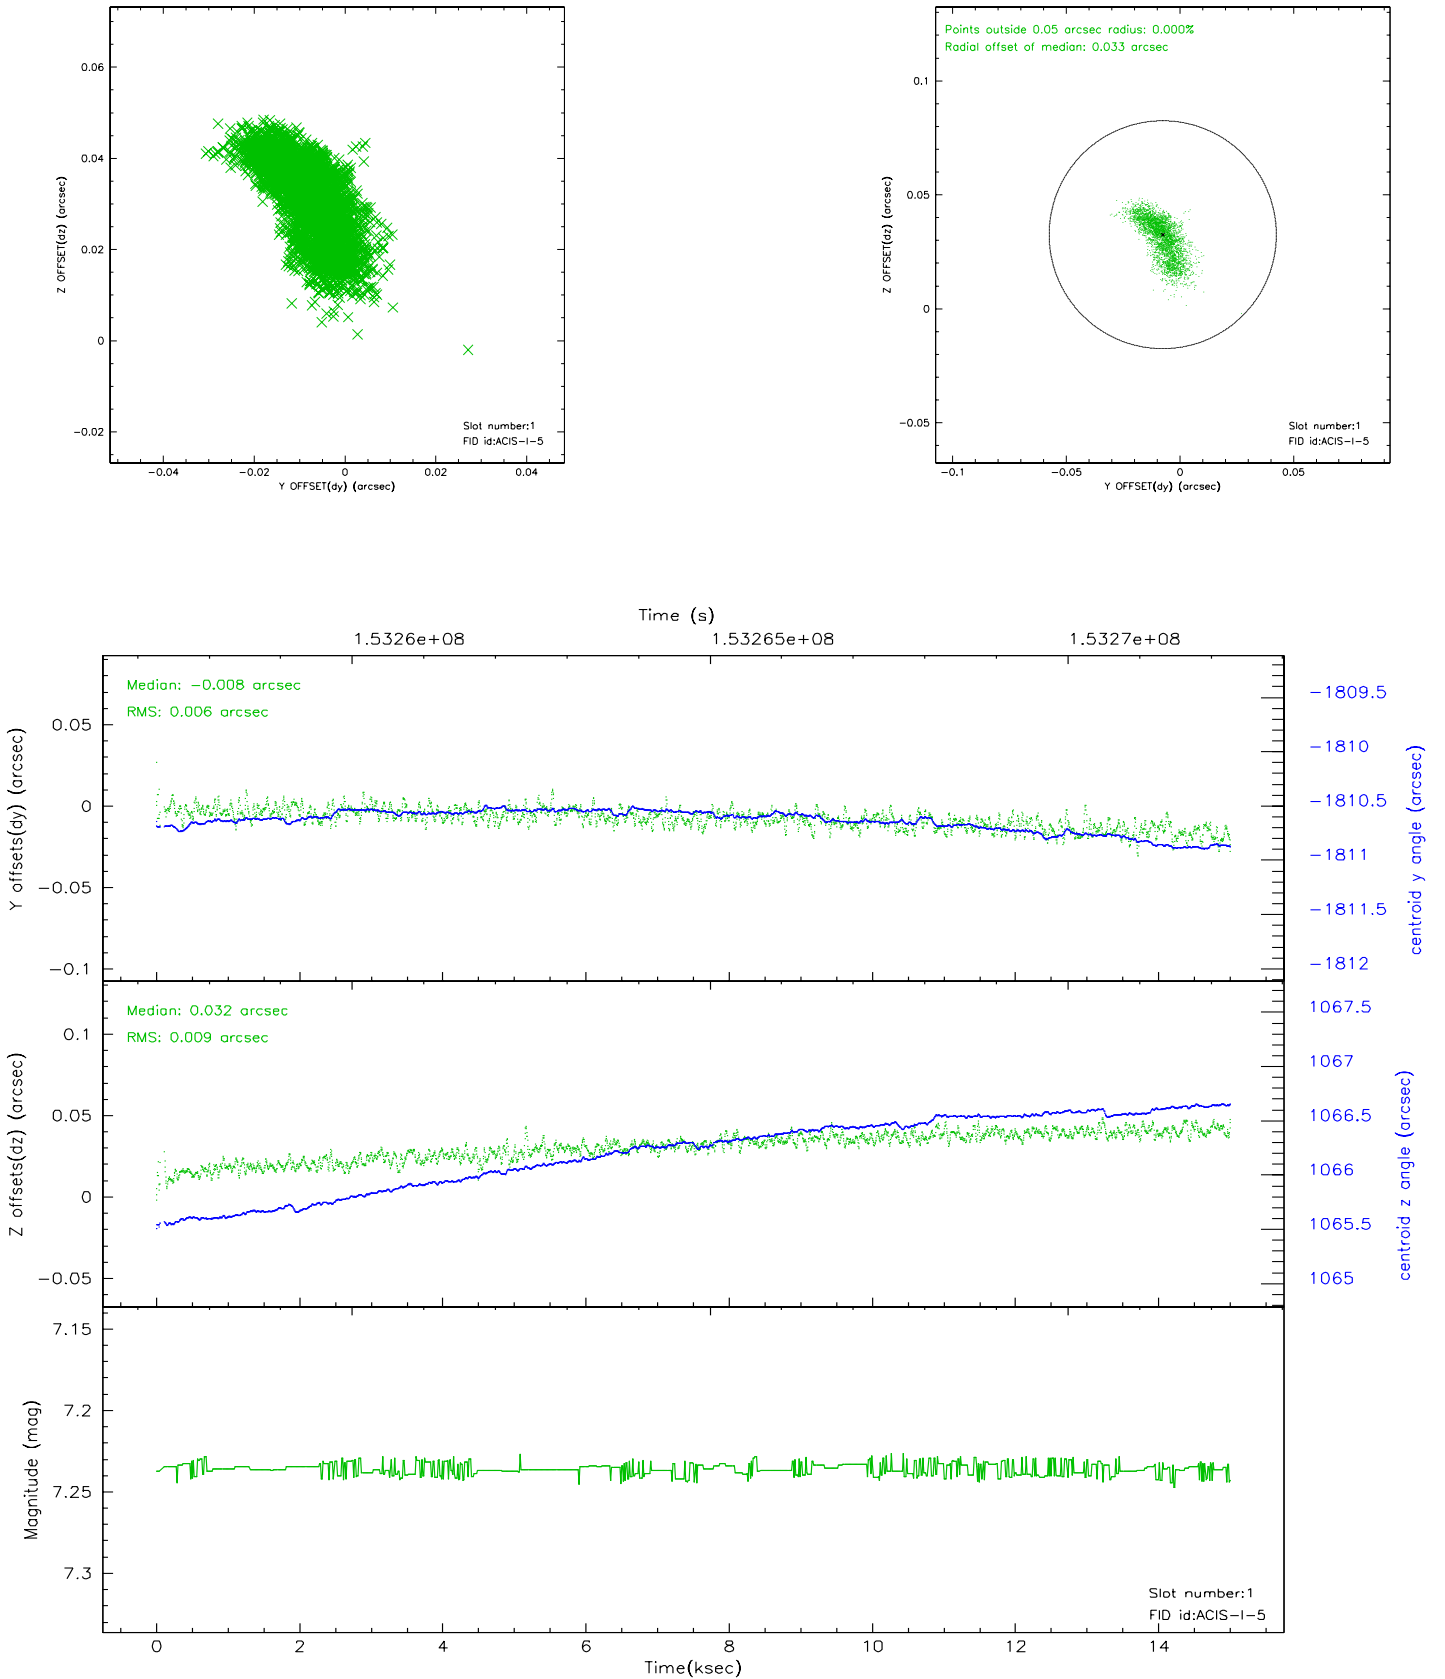 0.06
0.04
0.02
0
−0.02
Z OFFSET(dz) (arcsec)
Slot number:1
FID id:ACIS−I−5
−0.04
−0.02
0
0.02
0.04
Y OFFSET(dy) (arcsec)
Points outside 0.05 arcsec radius: 0.000%
Radial offset of median: 0.033 arcsec
0.1
0.05
0
−0.05
Z OFFSET(dz) (arcsec)
Slot number:1
FID id:ACIS−I−5
−0.1
−0.05
0
0.05
Y OFFSET(dy) (arcsec)
Time (s)
1.5326e+08
1.53265e+08
1.5327e+08
Median: −0.008 arcsec
RMS: 0.006 arcsec
0.05
0
−0.05
−0.1
Y offsets(dy) (arcsec)
−1809.5
−1810
−1810.5
−1811
−1811.5
−1812
centroid y angle (arcsec)
Median: 0.032 arcsec
RMS: 0.009 arcsec
0.1
0.05
0
−0.05
Z offsets(dz) (arcsec)
1067.5
1067
1066.5
1066
1065.5
1065
centroid z angle (arcsec)
7.15
7.2
7.25
7.3
Magnitude (mag)
Slot number:1
FID id:ACIS−I−5
0
2
4
6
8
10
12
14
Time(ksec)